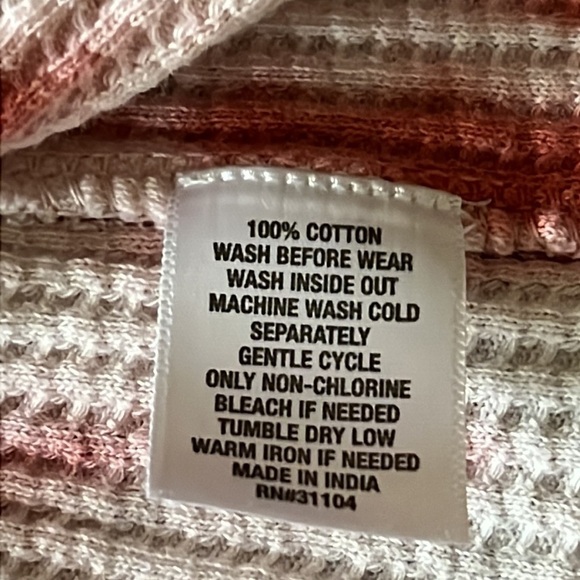 100% COTTON
WASH BEFORE WEAR
WASH INSIDE OUT
MACHINE WASH COLD
SEPARATELY
GENTLE CYCLE
ONLY NON-CHLORINE
BLEACH IF NEEDED
TUMBLE DRY LOW
WARM IRON IF NEEDED
MADE IN INDIA
RN#31104